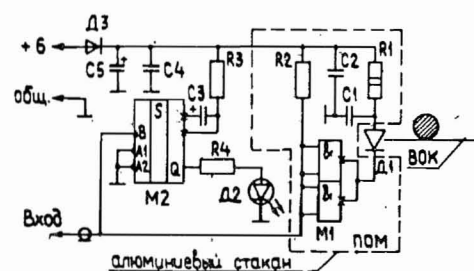 +6
Д3
C5 +
C4
R3
R2
C2
R1
общ.
+ C3
C1
S
B
A1
A2
Q
R4
M2
Д2
&
&
M1
Д1
ВОК
ПОМ
Вход
алюминиевый стакан